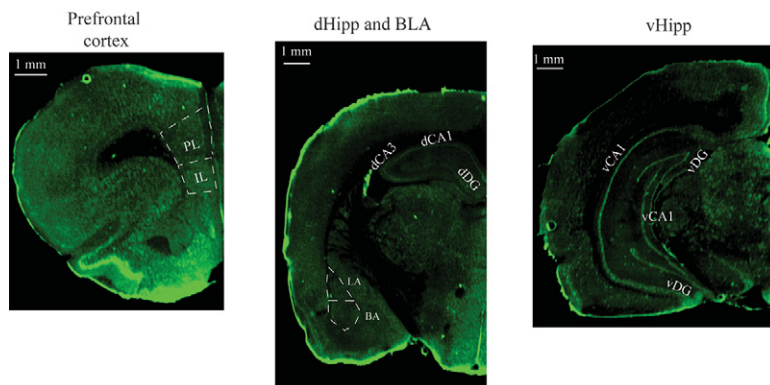 Prefrontal
cortex
1 mm
PL
IL
dHipp and BLA
1 mm
dCA3
dCA1
dDG
LA
BA
vHipp
1 mm
vCA1
vDG
vCA1
vDG